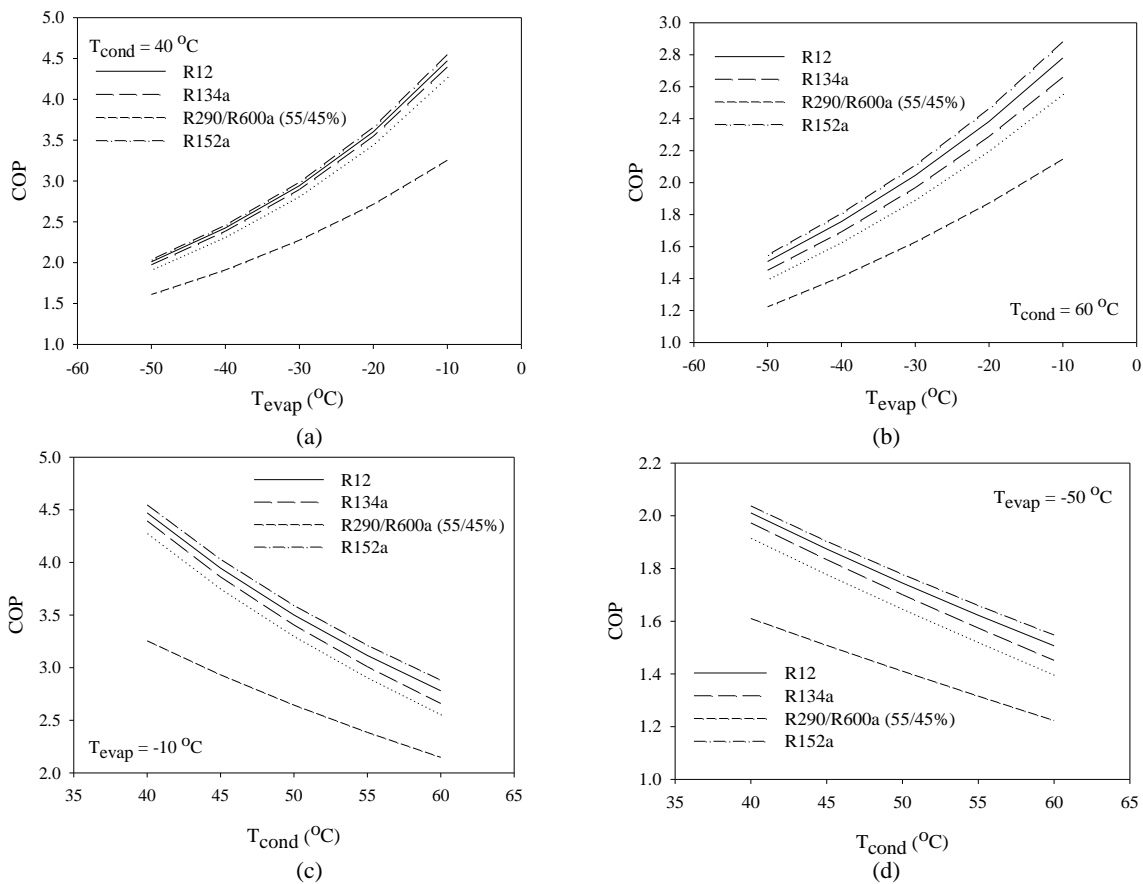 T_cond = 40 °C
R12
R134a
R290/R600a (55/45%)
R152a
5.0
4.5
4.0
3.5
3.0
2.5
2.0
1.5
1.0
COP
-60 -50 -40 -30 -20 -10 0
T_evap (°C)
(a)
3.0
2.8
2.6
2.4
2.2
2.0
1.8
1.6
1.4
1.2
1.0
COP
R12
R134a
R290/R600a (55/45%)
R152a
T_cond = 60 °C
-60 -50 -40 -30 -20 -10 0
T_evap (°C)
(b)
5.0
4.5
4.0
3.5
3.0
2.5
2.0
COP
R12
R134a
R290/R600a (55/45%)
R152a
T_evap = -10 °C
35 40 45 50 55 60 65
T_cond (°C)
(c)
2.2
2.0
1.8
1.6
1.4
1.2
1.0
COP
T_evap = -50 °C
R12
R134a
R290/R600a (55/45%)
R152a
35 40 45 50 55 60 65
T_cond (°C)
(d)